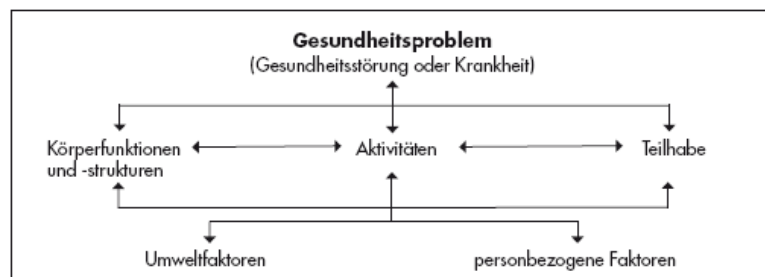 Gesundheitsproblem
(Gesundheitsstörung oder Krankheit)
Körperfunktionen
und -strukturen
Aktivitäten
Teilhabe
Umweltfaktoren
personbezogene Faktoren